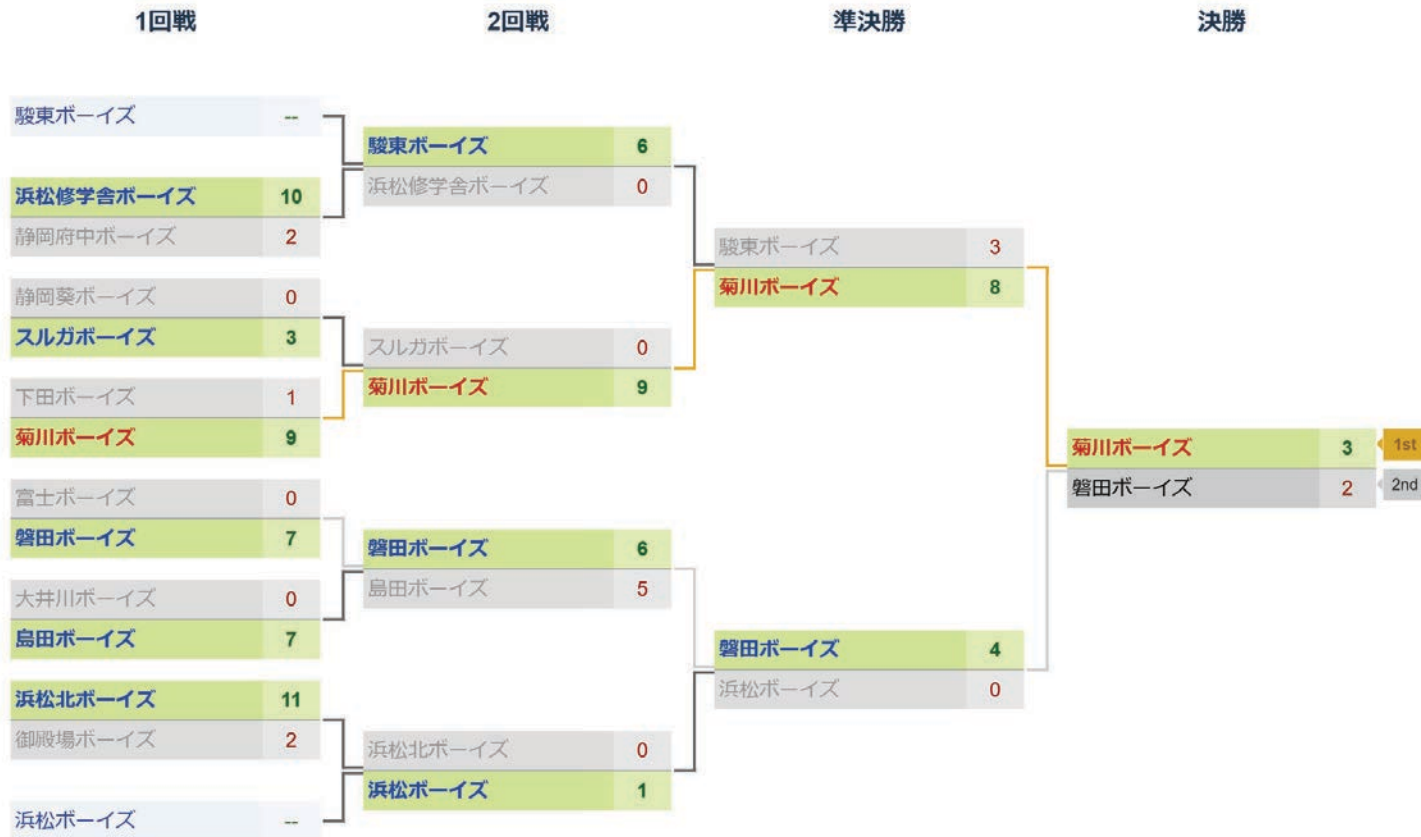 1回戦 2回戦 準決勝 決勝
駿東ボーイズ --
浜松修学舎ボーイズ 10
静岡府中ボーイズ 2
静岡葵ボーイズ 0
スルガボーイズ 3
下田ボーイズ 1
菊川ボーイズ 9
富士ボーイズ 0
磐田ボーイズ 7
大井川ボーイズ 0
島田ボーイズ 7
浜松北ボーイズ 11
御殿場ボーイズ 2
浜松ボーイズ --
駿東ボーイズ 6
浜松修学舎ボーイズ 0
スルガボーイズ 0
菊川ボーイズ 9
磐田ボーイズ 6
島田ボーイズ 5
浜松北ボーイズ 0
浜松ボーイズ 1
駿東ボーイズ 3
菊川ボーイズ 8
磐田ボーイズ 4
浜松ボーイズ 0
菊川ボーイズ 3 1st
磐田ボーイズ 2 2nd